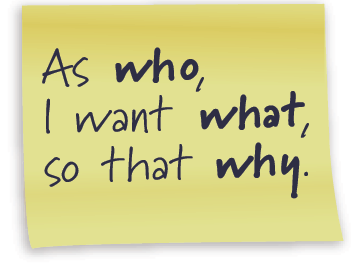 As who,
I want what,
so that why.